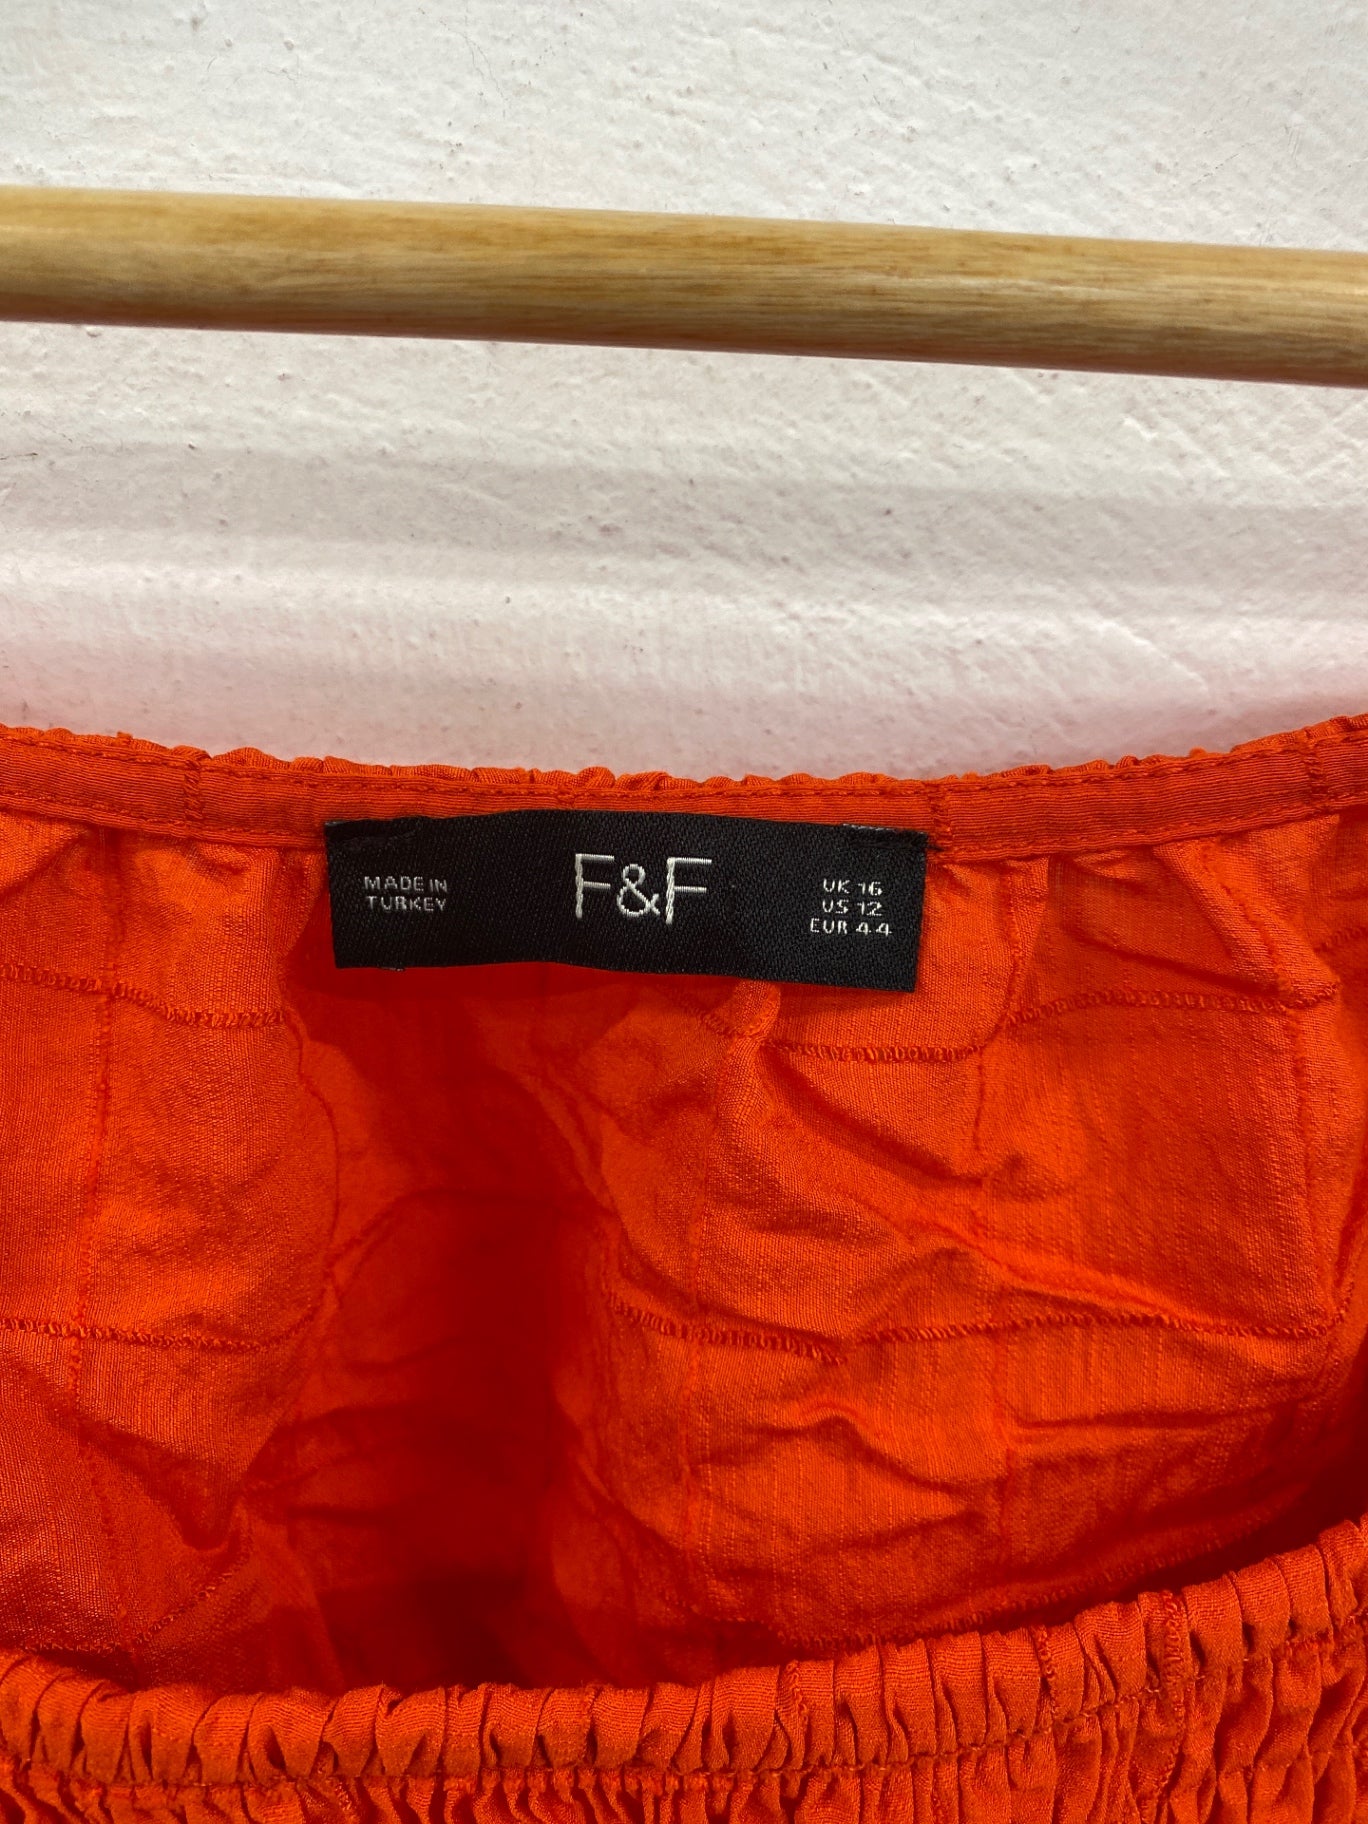 MADE IN
TURKEY
F&F
UK 16
US 12
EUR 44